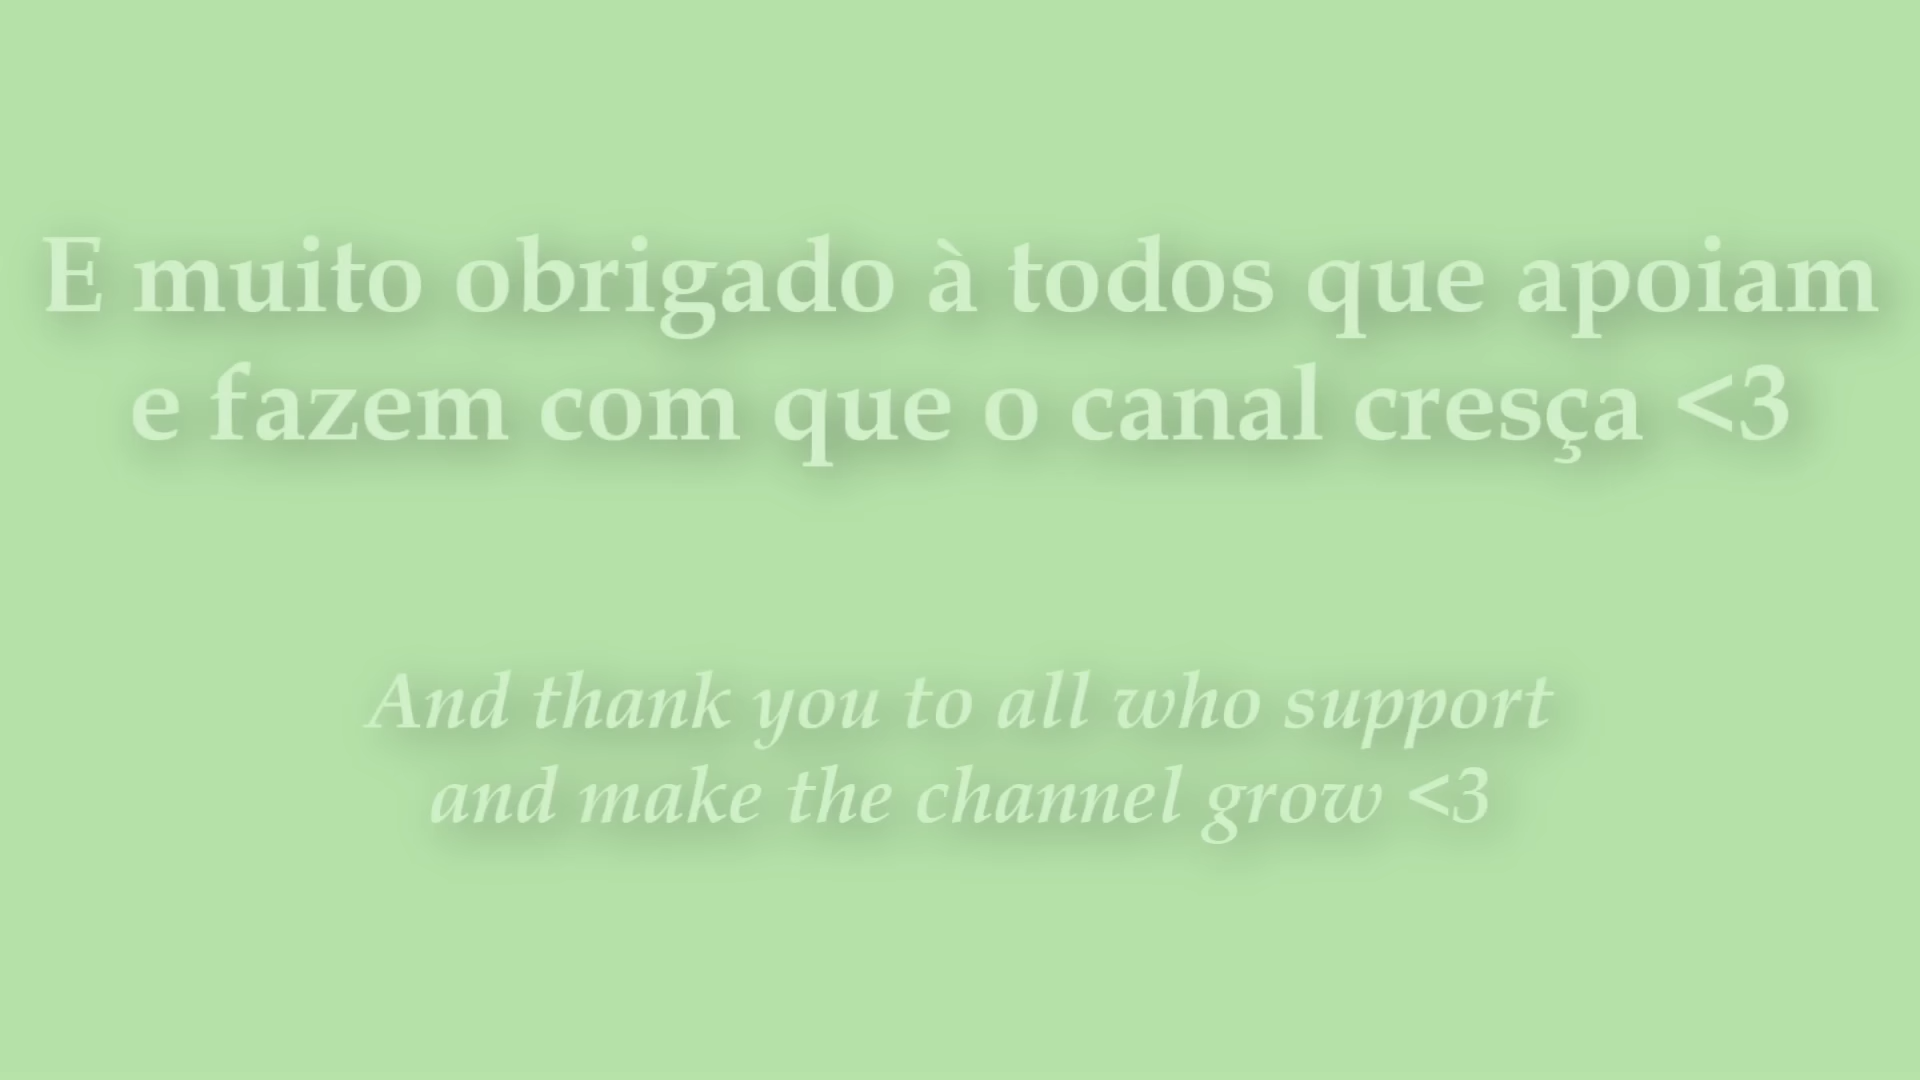 E muito obrigado à todos que apoiam
e fazem com que o canal cresça <3
And thank you to all who support
and make the channel grow <3